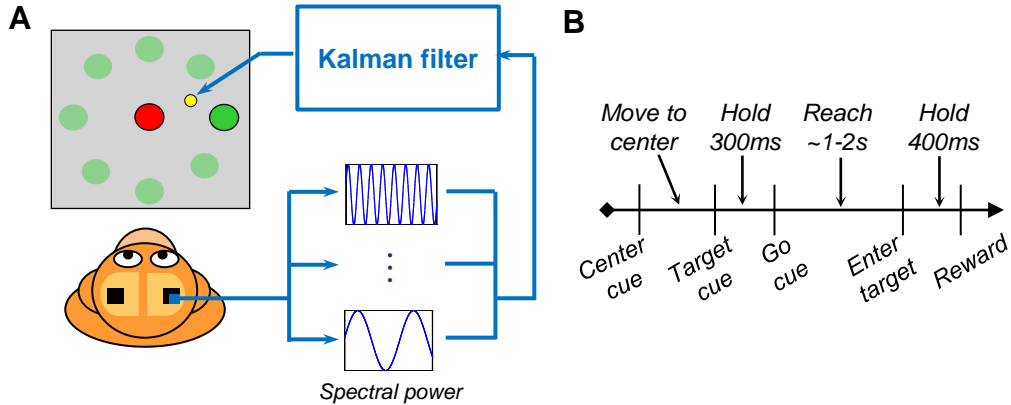 A
Kalman filter
Spectral power
B
Move to
center
Hold
300ms
Reach
~1-2s
Hold
400ms
Center
cue
Target
cue
Go
cue
Enter
target
Reward